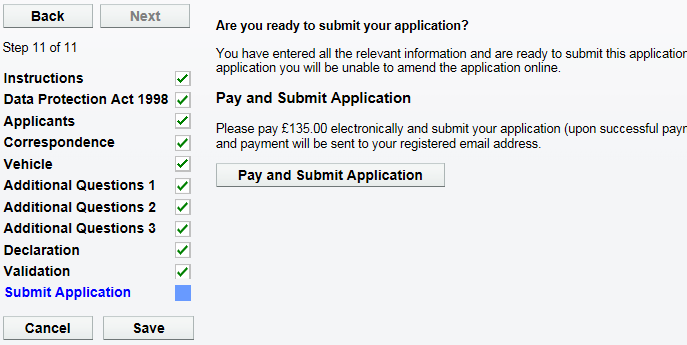 Back
Next
Step 11 of 11
Instructions
Data Protection Act 1998
Applicants
Correspondence
Vehicle
Additional Questions 1
Additional Questions 2
Additional Questions 3
Declaration
Validation
Submit Application
Cancel
Save
Are you ready to submit your application?
You have entered all the relevant information and are ready to submit this application
application you will be unable to amend the application online.
Pay and Submit Application
Please pay £135.00 electronically and submit your application (upon successful
and payment will be sent to your registered email address.
Pay and Submit Application